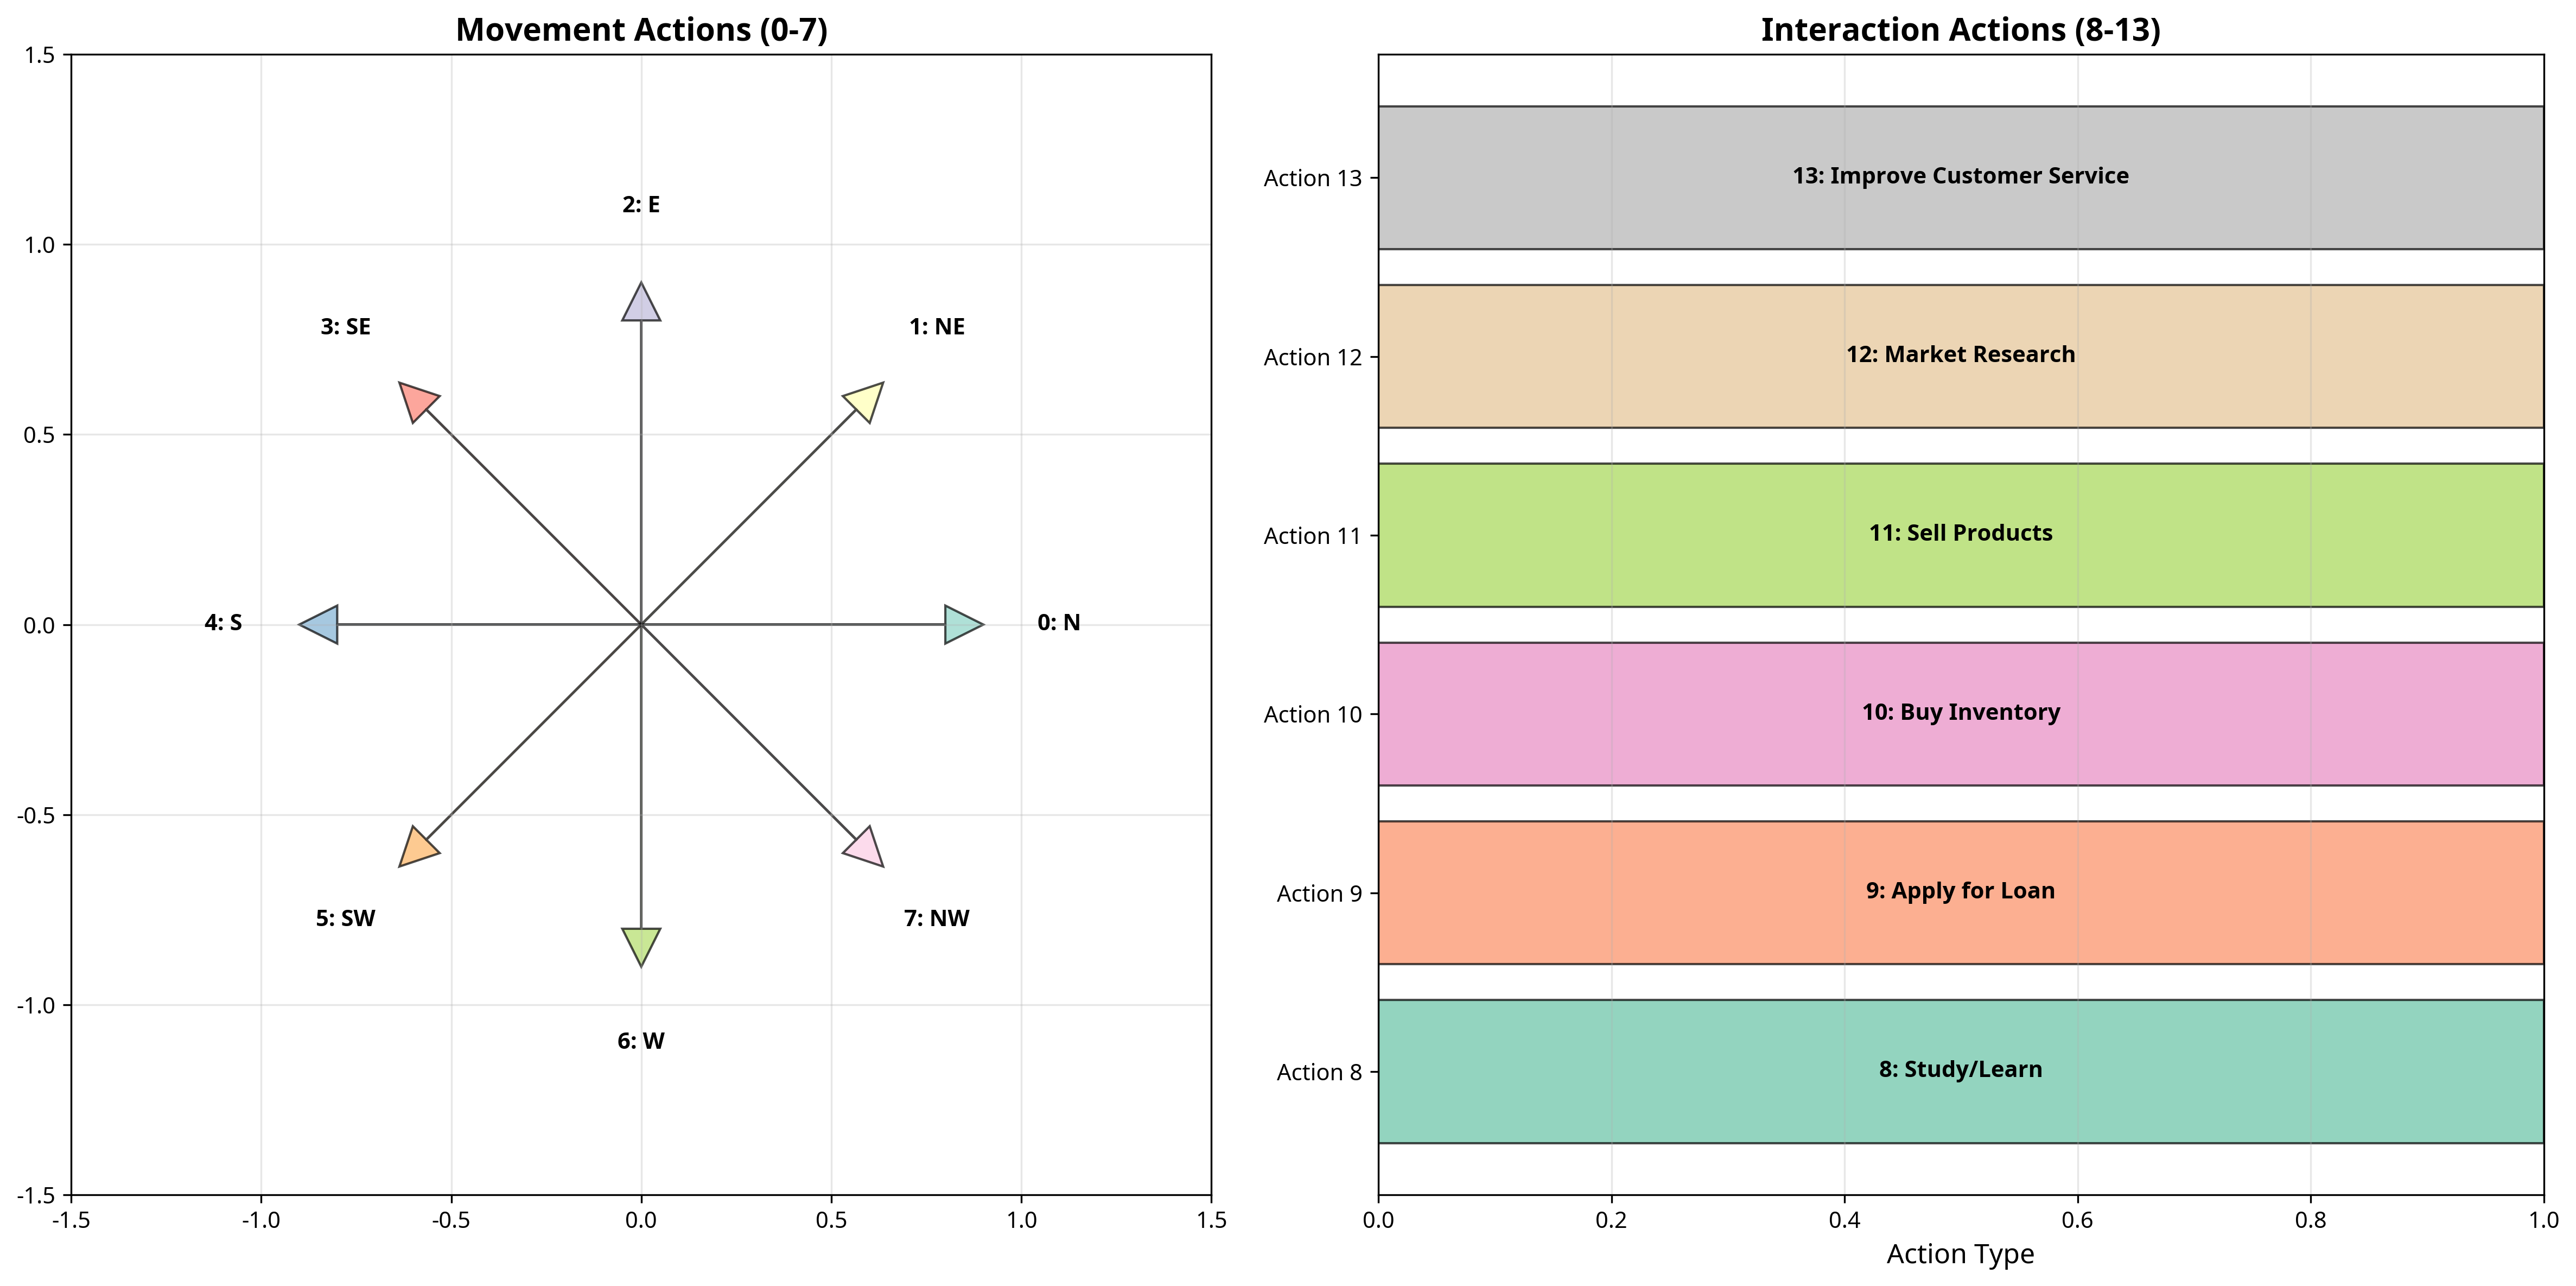 Movement Actions (0-7)
1.5
1.0
0.5
0.0
-0.5
-1.0
-1.5
-1.5
-1.0
-0.5
0.0
0.5
1.0
1.5
2: E
3: SE
1: NE
4: S
0: N
5: SW
7: NW
6: W
Interaction Actions (8-13)
Action 13
13: Improve Customer Service
Action 12
12: Market Research
Action 11
11: Sell Products
Action 10
10: Buy Inventory
Action 9
9: Apply for Loan
Action 8
8: Study/Learn
0.0
0.2
0.4
0.6
0.8
1.0
Action Type